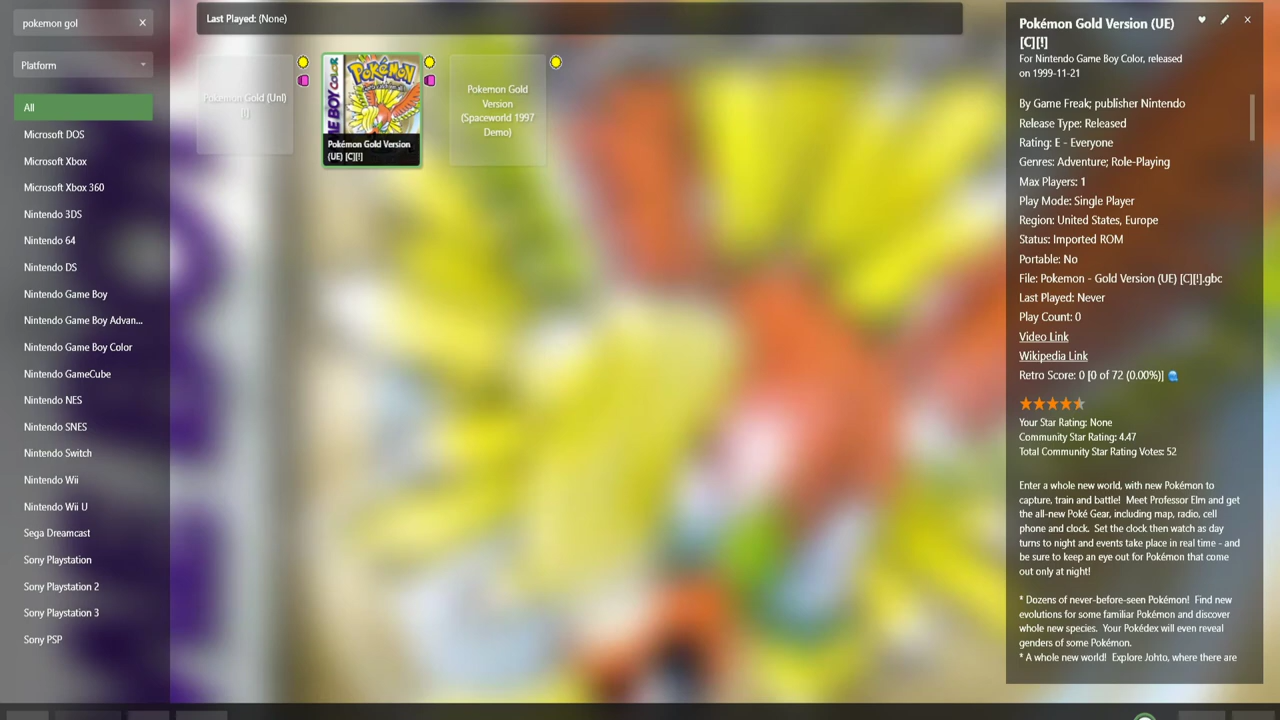 pokemon gol
Platform
All
Microsoft DOS
Microsoft Xbox
Microsoft Xbox 360
Nintendo 3DS
Nintendo 64
Nintendo DS
Nintendo Game Boy
Nintendo Game Boy Advan...
Nintendo Game Boy Color
Nintendo GameCube
Nintendo NES
Nintendo SNES
Nintendo Switch
Nintendo Wii
Nintendo Wii U
Sega Dreamcast
Sony Playstation
Sony Playstation 2
Sony Playstation 3
Sony PSP
Last Played: (None)
Pokemon Gold (Unl)
[!]
GAME BOY COLOR
POKéMON
Pokémon Gold Version
(UE) [C][!]
Pokemon Gold
Version
(Spaceworld 1997
Demo)
Pokémon Gold Version (UE)
[C][!]
For Nintendo Game Boy Color, released
on 1999-11-21
By Game Freak; publisher Nintendo
Release Type: Released
Rating: E - Everyone
Genres: Adventure; Role-Playing
Max Players: 1
Play Mode: Single Player
Region: United States, Europe
Status: Imported ROM
Portable: No
File: Pokemon - Gold Version (UE) [C][!].gbc
Last Played: Never
Play Count: 0
Video Link
Wikipedia Link
Retro Score: 0 [0 of 72 (0.00%)]
Your Star Rating: None
Community Star Rating: 4.47
Total Community Star Rating Votes: 52
Enter a whole new world, with new Pokémon to
capture, train and battle!  Meet Professor Elm and get
the all-new Poké Gear, including map, radio, cell
phone and clock.  Set the clock then watch as day
turns to night and events take place in real time - and
be sure to keep an eye out for Pokémon that come
out only at night!
* Dozens of never-before-seen Pokémon!  Find new
evolutions for some familiar Pokémon and discover
whole new species.  Your Pokédex will even reveal
genders of some Pokémon.
* A whole new world!  Explore Johto, where there are